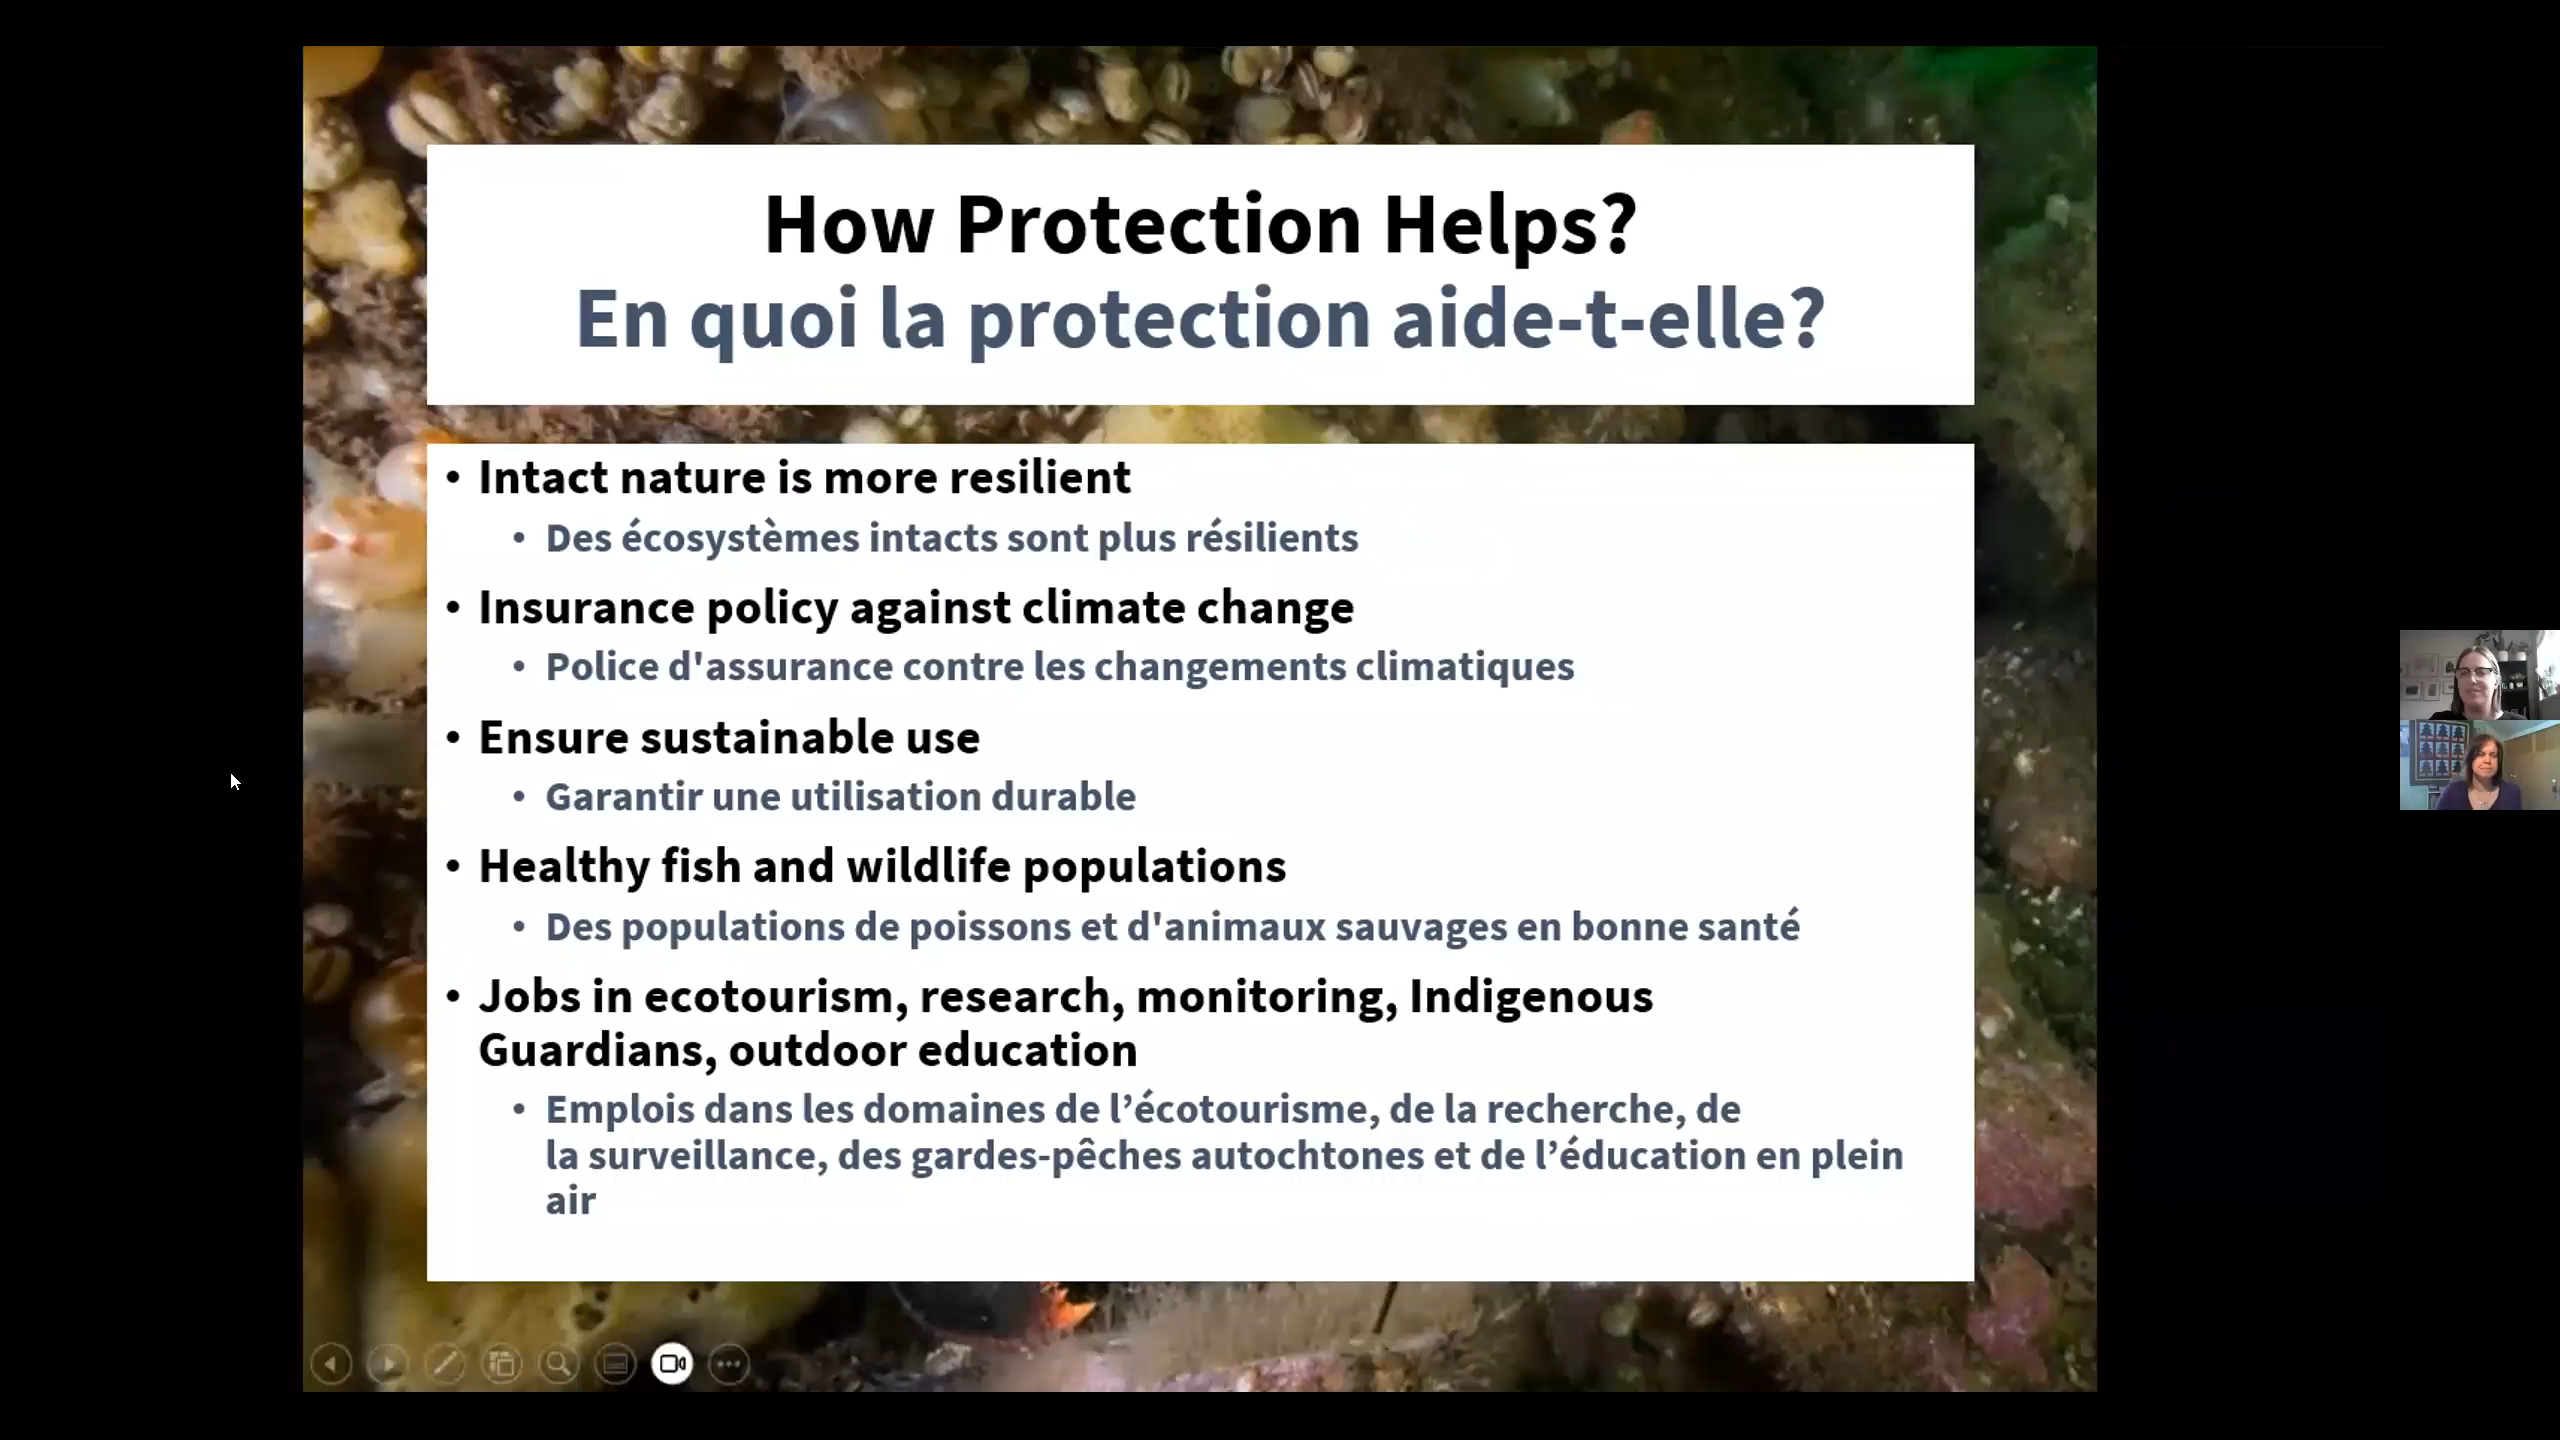 How Protection Helps?
En quoi la protection aide-t-elle?
• Intact nature is more resilient
• Des écosystèmes intacts sont plus résilients
• Insurance policy against climate change
• Police d'assurance contre les changements climatiques
• Ensure sustainable use
• Garantir une utilisation durable
• Healthy fish and wildlife populations
• Des populations de poissons et d'animaux sauvages en bonne santé
• Jobs in ecotourism, research, monitoring, Indigenous
Guardians, outdoor education
• Emplois dans les domaines de l’écotourisme, de la recherche, de
la surveillance, des gardes-pêches autochtones et de l’éducation en plein
air